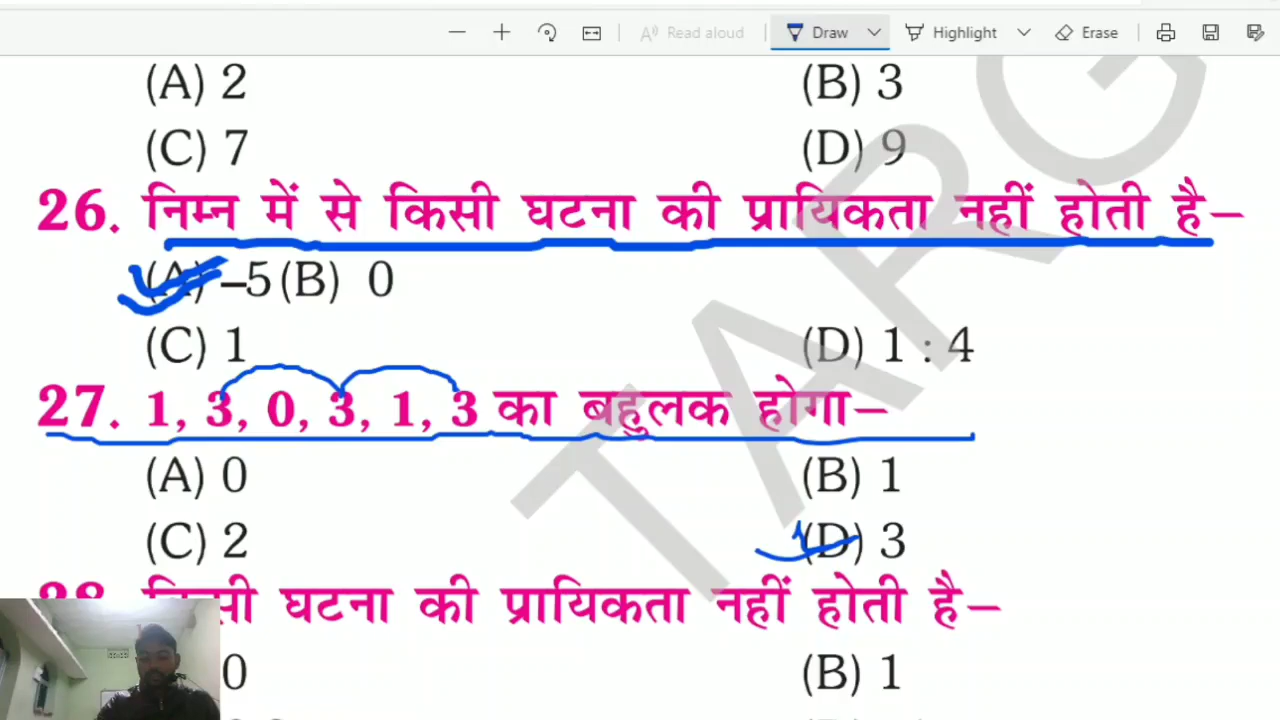 Read aloud Draw Highlight Erase
(A) 2 (B) 3
(C) 7 (D) 9
26. निम्न में से किसी घटना की प्रायिकता नहीं होती है–
(A) –5 (B) 0
(C) 1 (D) 1 : 4
27. 1, 3, 0, 3, 1, 3 का बहुलक होगा–
(A) 0 (B) 1
(C) 2 (D) 3
घटना की प्रायिकता नहीं होती है–
0 (B) 1
TARG